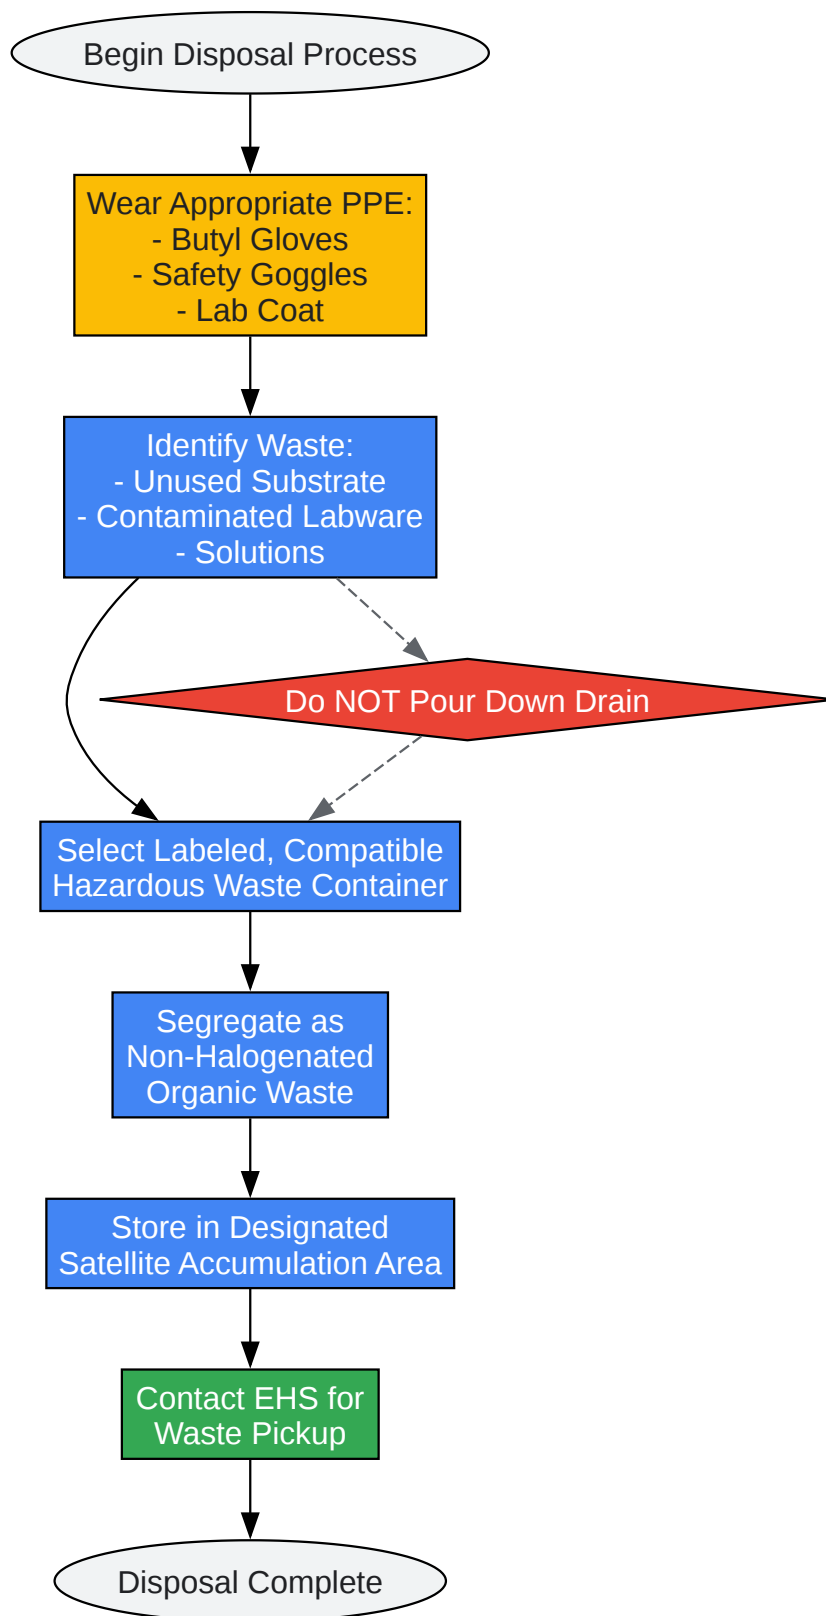 Begin Disposal Process
Wear Appropriate PPE:
- Butyl Gloves
- Safety Goggles
- Lab Coat
Identify Waste:
- Unused Substrate
- Contaminated Labware
- Solutions
Do NOT Pour Down Drain
Select Labeled, Compatible
Hazardous Waste Container
Segregate as
Non-Halogenated
Organic Waste
Store in Designated
Satellite Accumulation Area
Contact EHS for
Waste Pickup
Disposal Complete